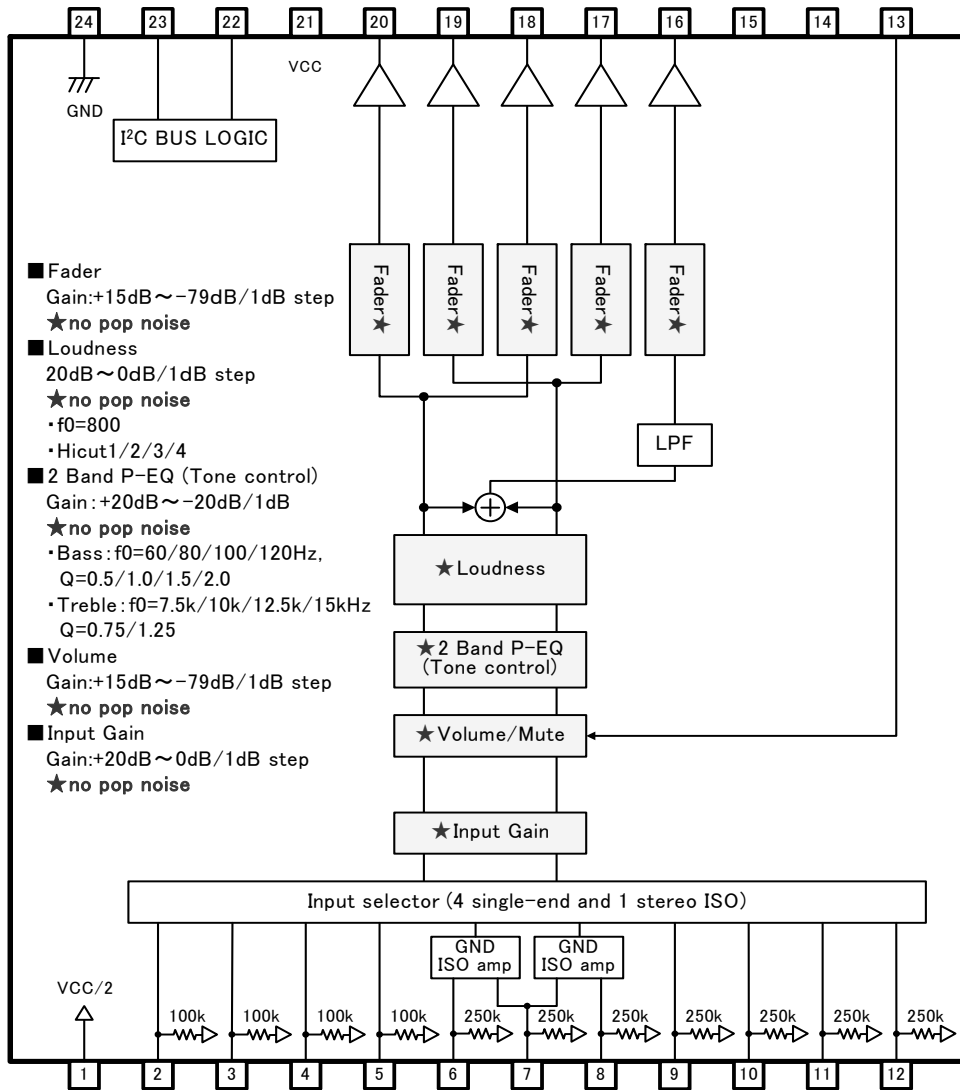 24 23 22 21 20 19 18 17 16 15 14 13
VCC
GND
I²C BUS LOGIC
■Fader
Gain:+15dB～-79dB/1dB step
★no pop noise
■Loudness
20dB～0dB/1dB step
★no pop noise
・f0=800
・Hicut1/2/3/4
■2 Band P-EQ (Tone control)
Gain:+20dB～-20dB/1dB
★no pop noise
・Bass:f0=60/80/100/120Hz,
Q=0.5/1.0/1.5/2.0
・Treble:f0=7.5k/10k/12.5k/15kHz
Q=0.75/1.25
■Volume
Gain:+15dB～-79dB/1dB step
★no pop noise
■Input Gain
Gain:+20dB～0dB/1dB step
★no pop noise
Fader★
Fader★
Fader★
Fader★
Fader★
LPF
★Loudness
★2 Band P-EQ
(Tone control)
★Volume/Mute
★Input Gain
Input selector (4 single-end and 1 stereo ISO)
GND
ISO amp
GND
ISO amp
VCC/2
100k 100k 100k 100k 250k 250k 250k 250k 250k 250k 250k
1 2 3 4 5 6 7 8 9 10 11 12